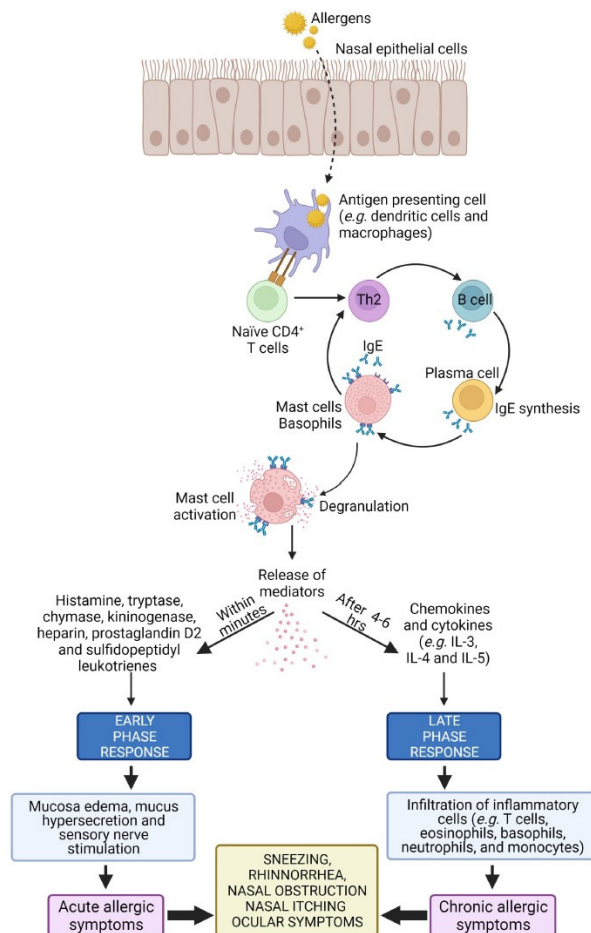 Allergens
Nasal epithelial cells
Antigen presenting cell
(e.g. dendritic cells and
macrophages)
Naïve CD4⁺
T cells
Th2
B cell
IgE
Plasma cell
IgE synthesis
Mast cells
Basophils
Mast cell
activation
Degranulation
Release of
mediators
Within
minutes
After 4-6
hrs
Histamine, tryptase,
chymase, kininogenase,
heparin, prostaglandin D2
and sulfidopeptidyl
leukotrienes
Chemokines
and cytokines
(e.g. IL-3,
IL-4 and IL-5)
EARLY
PHASE
RESPONSE
LATE
PHASE
RESPONSE
Mucosa edema, mucus
hypersecretion and
sensory nerve
stimulation
Infiltration of inflammatory
cells (e.g. T cells,
eosinophils, basophils,
neutrophils, and monocytes)
Acute allergic
symptoms
SNEEZING,
RHINNORRHEA,
NASAL OBSTRUCTION
NASAL ITCHING
OCULAR SYMPTOMS
Chronic allergic
symptoms